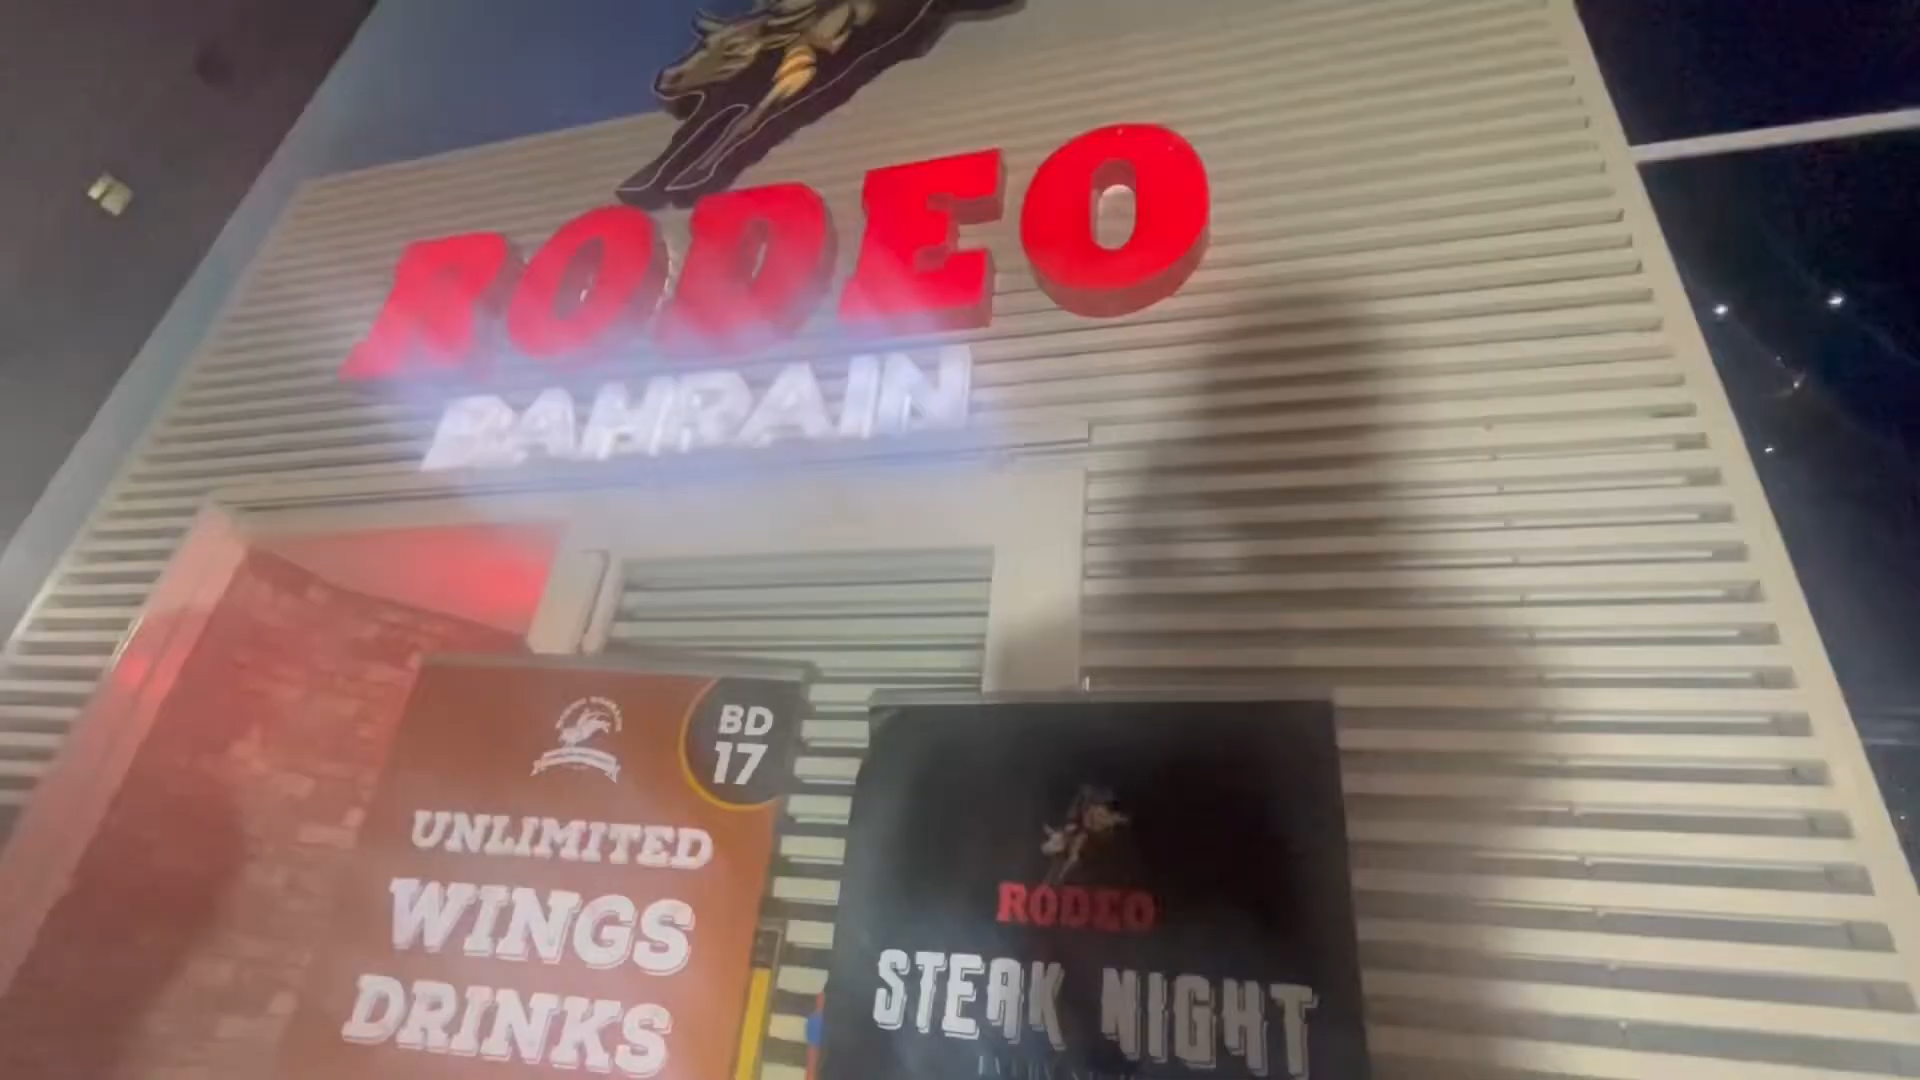 RODEO
BAHRAIN
BD
17
UNLIMITED
WINGS
DRINKS
RODEO
STEAK NIGHT